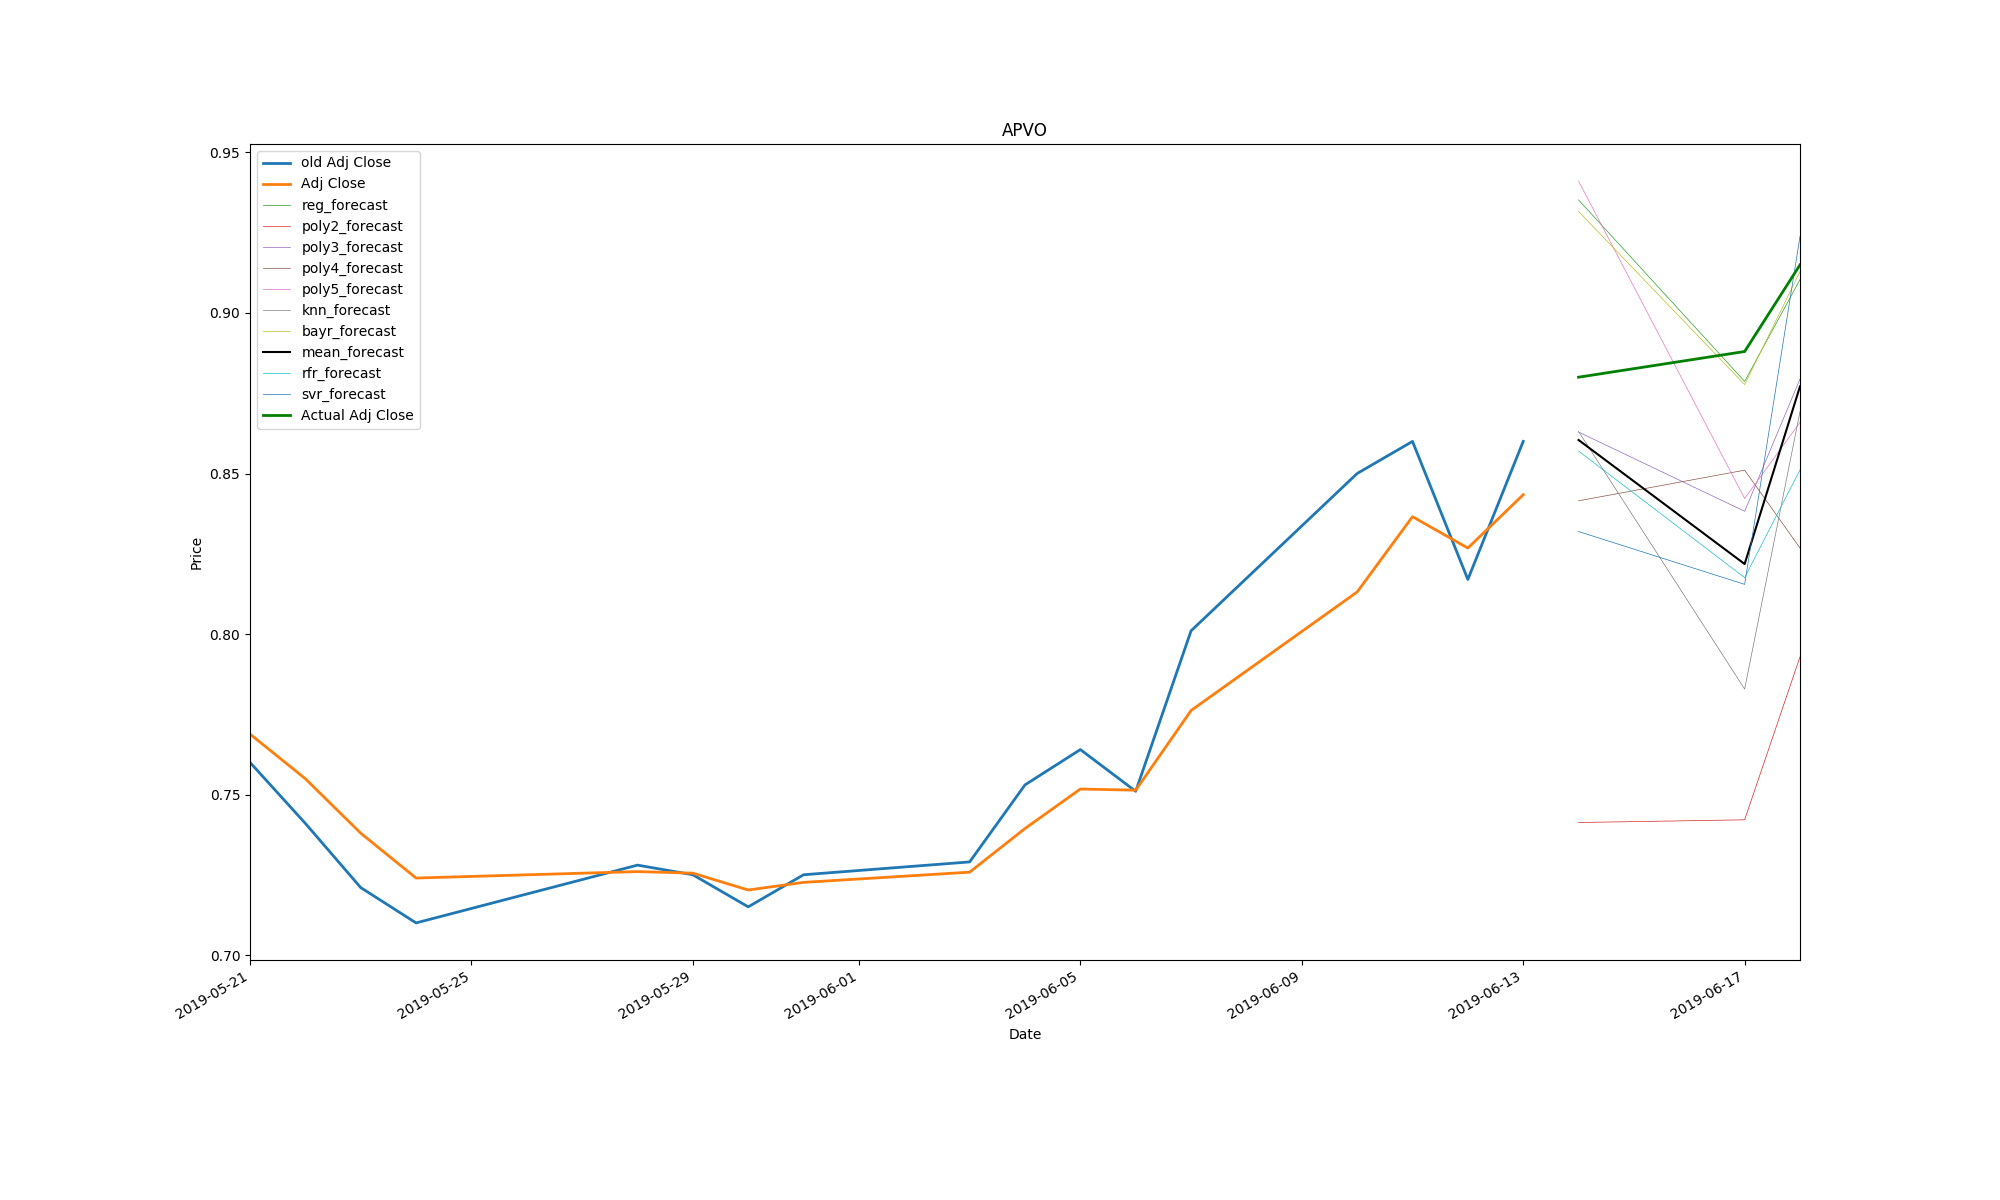 APVO
0.95
0.90
0.85
0.80
0.75
0.70
Price
old Adj Close
Adj Close
reg_forecast
poly2_forecast
poly3_forecast
poly4_forecast
poly5_forecast
knn_forecast
bayr_forecast
mean_forecast
rfr_forecast
svr_forecast
Actual Adj Close
2019-05-21
2019-05-25
2019-05-29
2019-06-01
2019-06-05
2019-06-09
2019-06-13
2019-06-17
Date